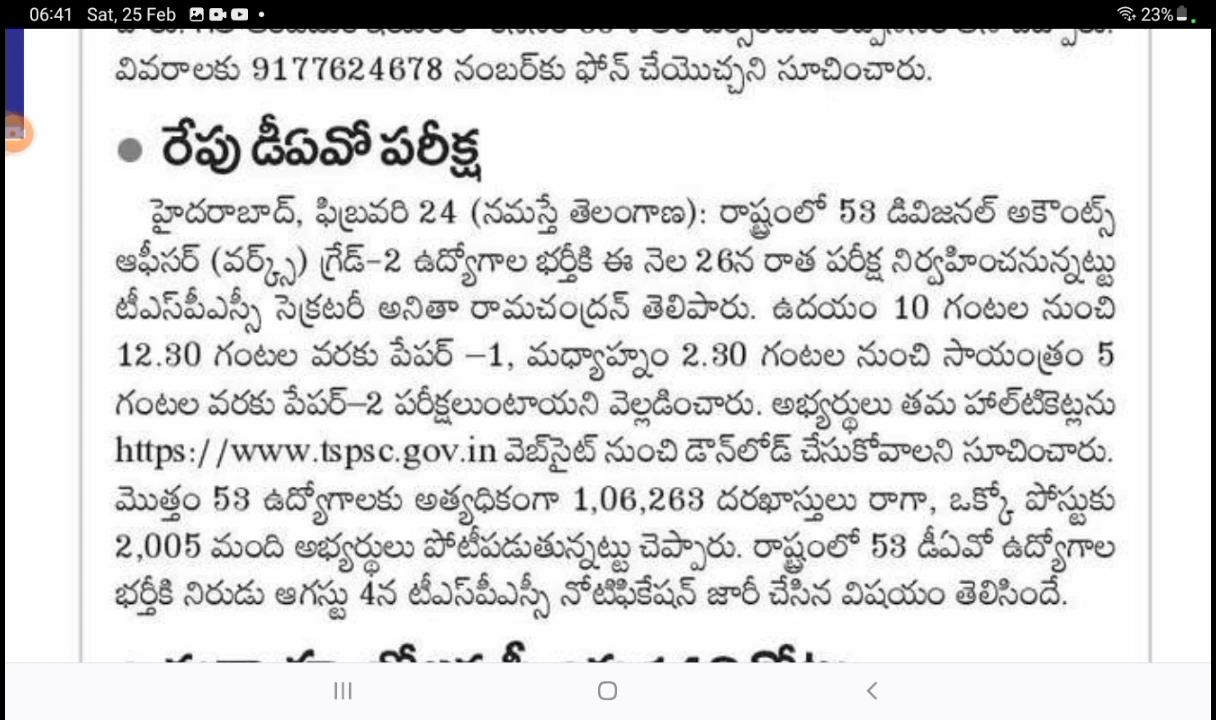 06:41 Sat, 25 Feb
23%
వివరాలకు 9177624678 నంబర్‌కు ఫోన్ చేయొచ్చని సూచించారు.
• రేపు డీఏవో పరీక్ష
హైదరాబాద్, ఫిబ్రవరి 24 (నమస్తే తెలంగాణ): రాష్ట్రంలో 53 డివిజనల్ అకౌంట్స్
ఆఫీసర్ (వర్క్స్) గ్రేడ్-2 ఉద్యోగాల భర్తీకి ఈ నెల 26న రాత పరీక్ష నిర్వహించనున్నట్టు
టీఎస్‌పీఎస్సీ సెక్రటరీ అనితా రామచంద్రన్ తెలిపారు. ఉదయం 10 గంటల నుంచి
12.30 గంటల వరకు పేపర్ –1, మధ్యాహ్నం 2.30 గంటల నుంచి సాయంత్రం 5
గంటల వరకు పేపర్–2 పరీక్షలుంటాయని వెల్లడించారు. అభ్యర్థులు తమ హాల్‌టికెట్లను
https://www.tspsc.gov.in వెబ్‌సైట్ నుంచి డౌన్‌లోడ్ చేసుకోవాలని సూచించారు.
మొత్తం 53 ఉద్యోగాలకు అత్యధికంగా 1,06,263 దరఖాస్తులు రాగా, ఒక్కో పోస్టుకు
2,005 మంది అభ్యర్థులు పోటీపడుతున్నట్టు చెప్పారు. రాష్ట్రంలో 53 డీఏవో ఉద్యోగాల
భర్తీకి నిరుడు ఆగస్టు 4న టీఎస్‌పీఎస్సీ నోటిఫికేషన్ జారీ చేసిన విషయం తెలిసిందే.